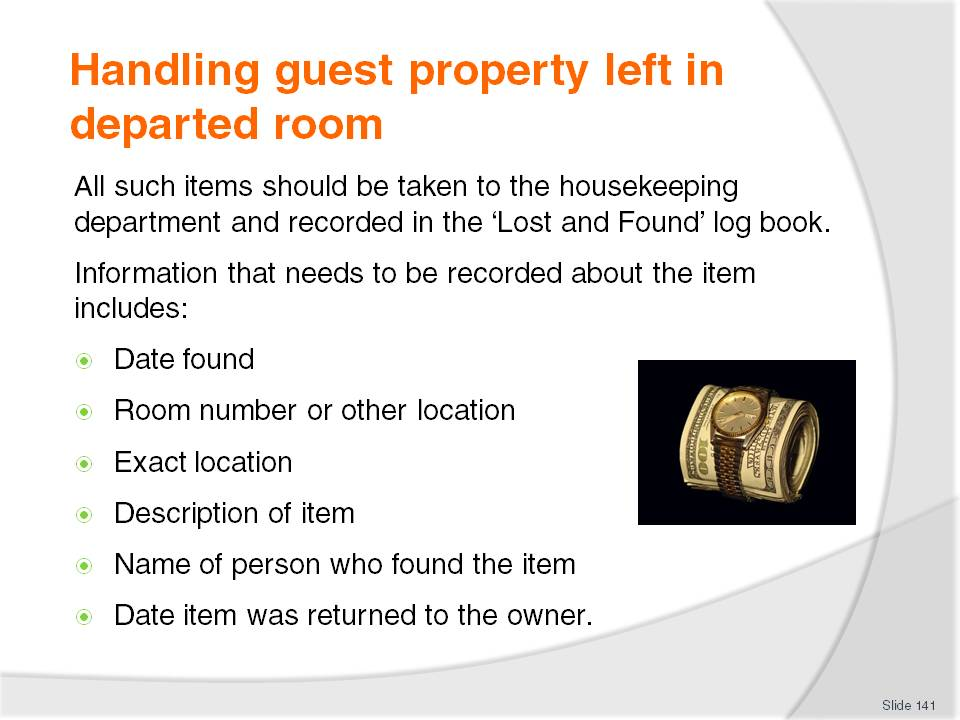 Handling guest property left in
departed room
All such items should be taken to the housekeeping
department and recorded in the ‘Lost and Found’ log book.
Information that needs to be recorded about the item
includes:
Date found
Room number or other location
Exact location
Description of item
Name of person who found the item
Date item was returned to the owner.
100
Slide 141